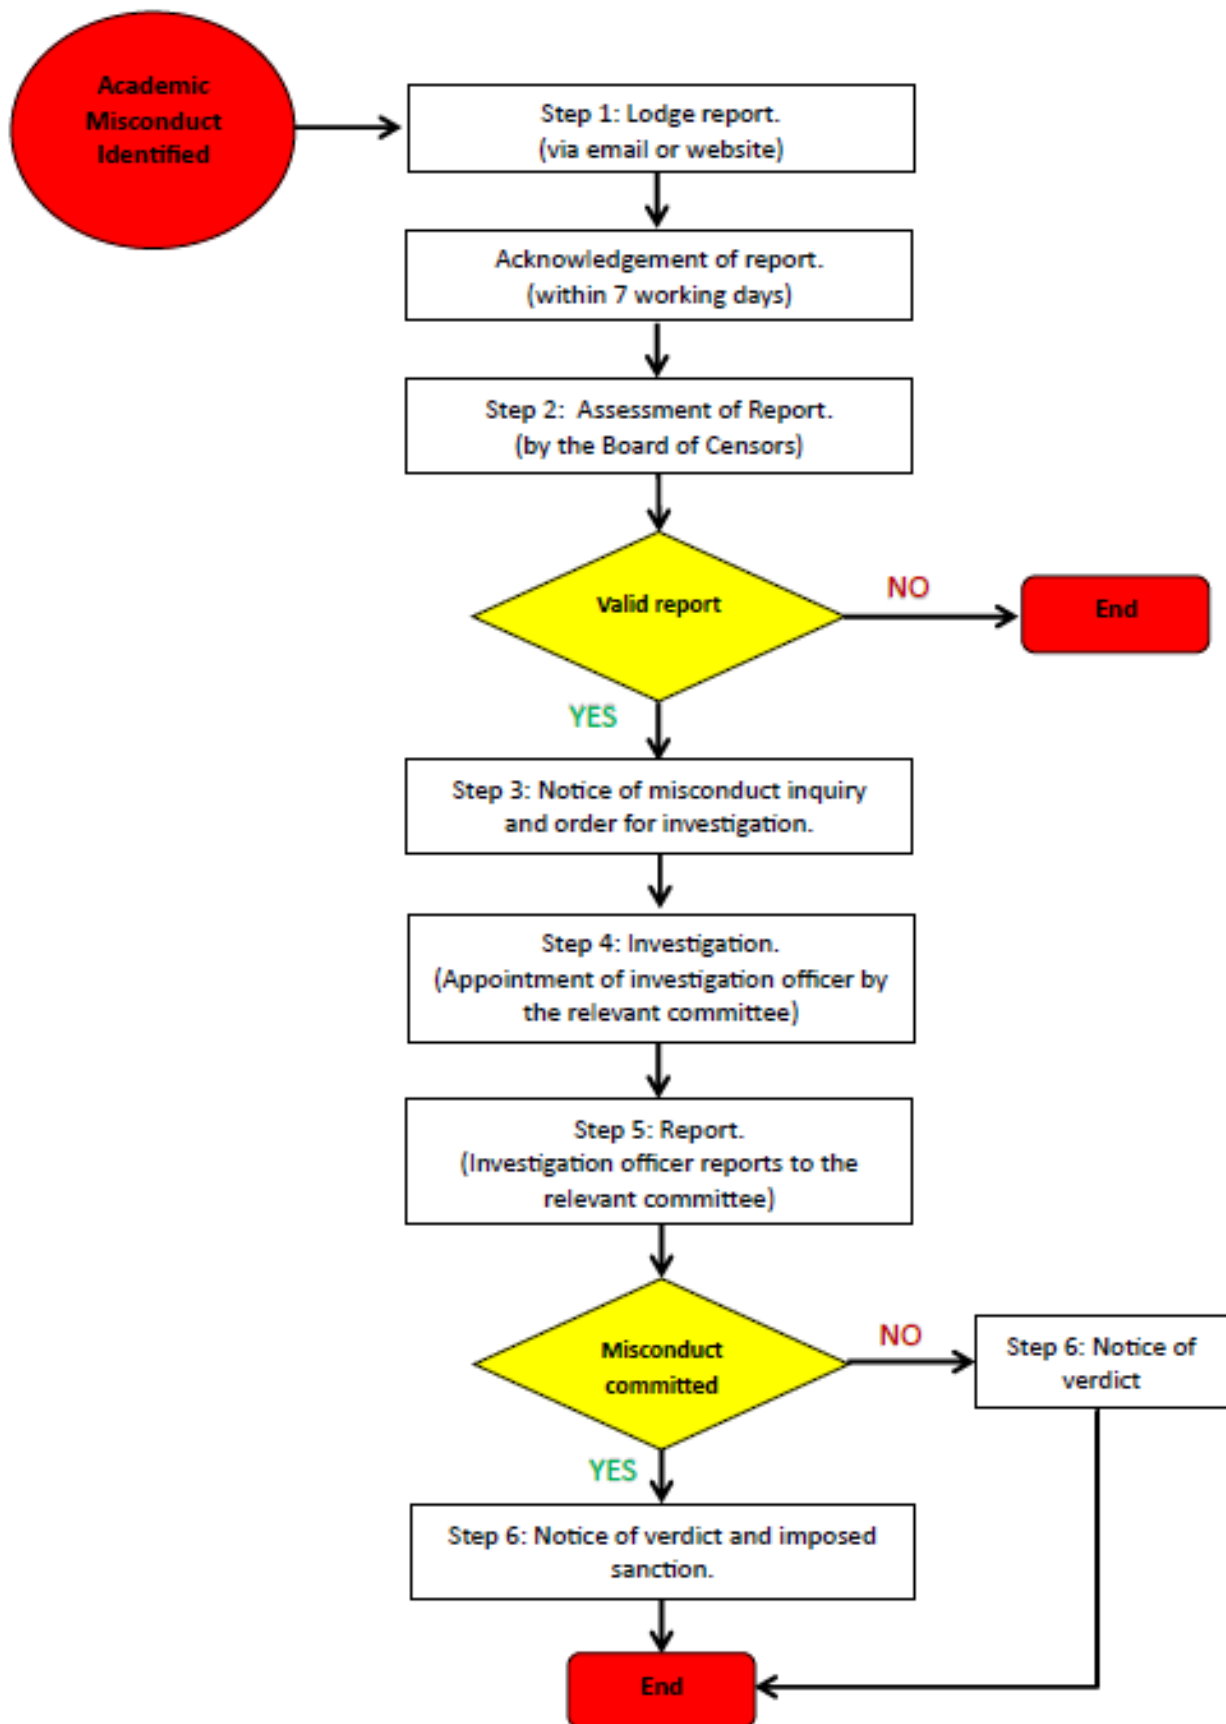 Academic
Misconduct
Identified
Step 1: Lodge report.
(via email or website)
Acknowledgement of report.
(within 7 working days)
Step 2:  Assessment of Report.
(by the Board of Censors)
Valid report
NO
End
YES
Step 3: Notice of misconduct inquiry
and order for investigation.
Step 4: Investigation.
(Appointment of investigation officer by
the relevant committee)
Step 5: Report.
(Investigation officer reports to the
relevant committee)
Misconduct
committed
NO
Step 6: Notice of
verdict
YES
Step 6: Notice of verdict and imposed
sanction.
End